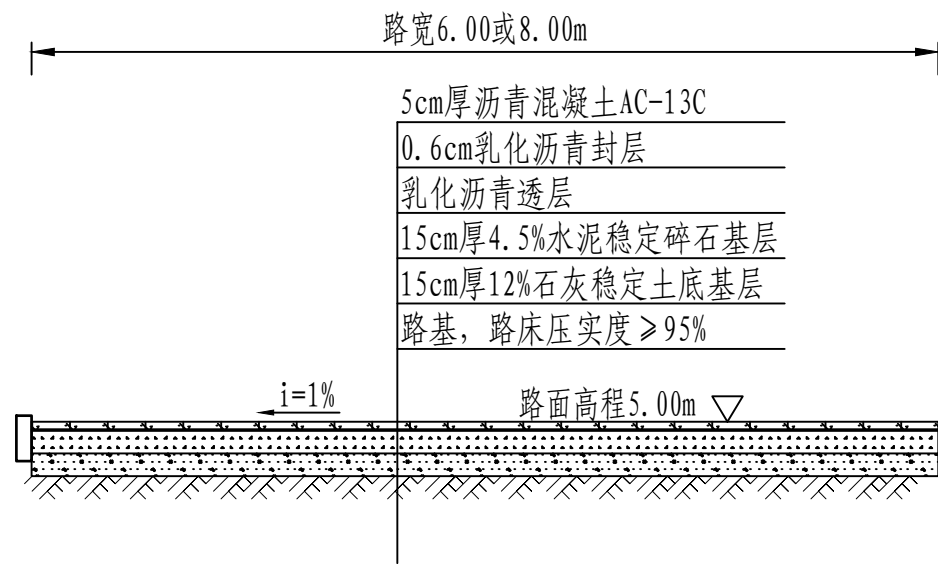 路宽6.00或8.00m
5cm厚沥青混凝土AC-13C
0.6cm乳化沥青封层
乳化沥青透层
15cm厚4.5%水泥稳定碎石基层
15cm厚12%石灰稳定土底基层
路基，路床压实度≥95%
i=1%
路面高程5.00m